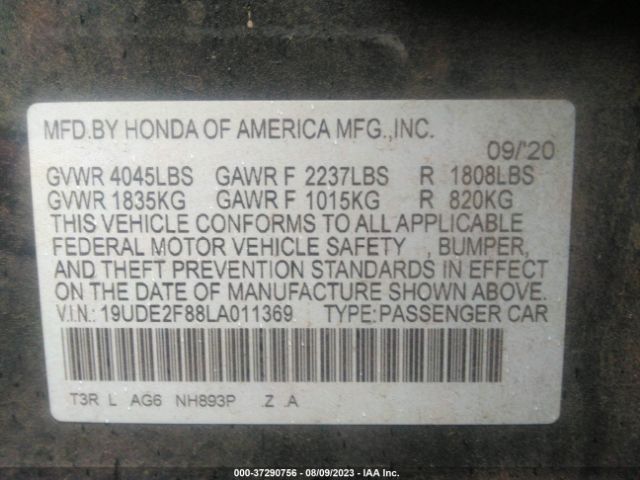 MFD.BY HONDA OF AMERICA MFG.,INC.
09/'20
GVWR 4045LBS GAWR F 2237LBS R 1808LBS
GVWR 1835KG GAWR F 1015KG R 820KG
THIS VEHICLE CONFORMS TO ALL APPLICABLE
FEDERAL MOTOR VEHICLE SAFETY , BUMPER,
AND THEFT PREVENTION STANDARDS IN EFFECT
ON THE DATE OF MANUFACTURE SHOWN ABOVE.
V.I.N.: 19UDE2F88LA011369 TYPE:PASSENGER CAR
T3R L AG6 NH893P .Z .A
000-37290756 - 08/09/2023 - IAA Inc.